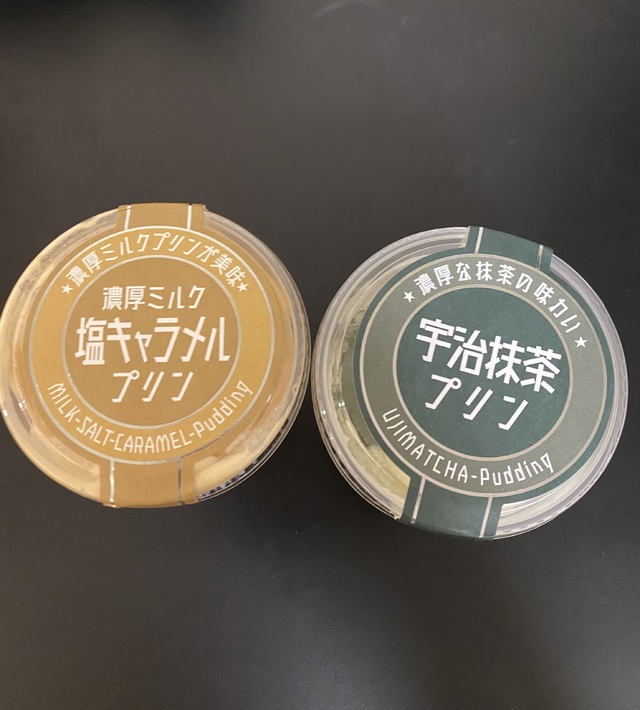 ★濃厚ミルクプリンが美味★
濃厚ミルク
塩キャラメル
プリン
MILK-SALT-CARAMEL-Pudding
★濃厚な抹茶の味わい★
宇治抹茶
プリン
UJIMATCHA-Pudding